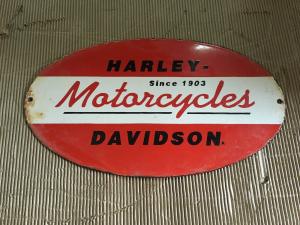 HARLEY-
Since 1903
Motorcycles
DAVIDSON.